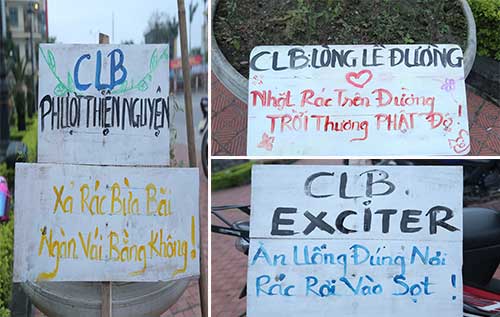 CLB
PHƯỢT THIỆN NGUYỆN
Xả Rác Bừa Bãi
Ngàn Vái Bằng Không!
CLB:LÒNG LỀ ĐƯỜNG
Nhặt Rác Trên Đường
TRỜI Thương PHẬT Độ!
CLB.
EXCITER
Ăn Uống Đúng Nơi
Rác Rơi Vào Sọt!